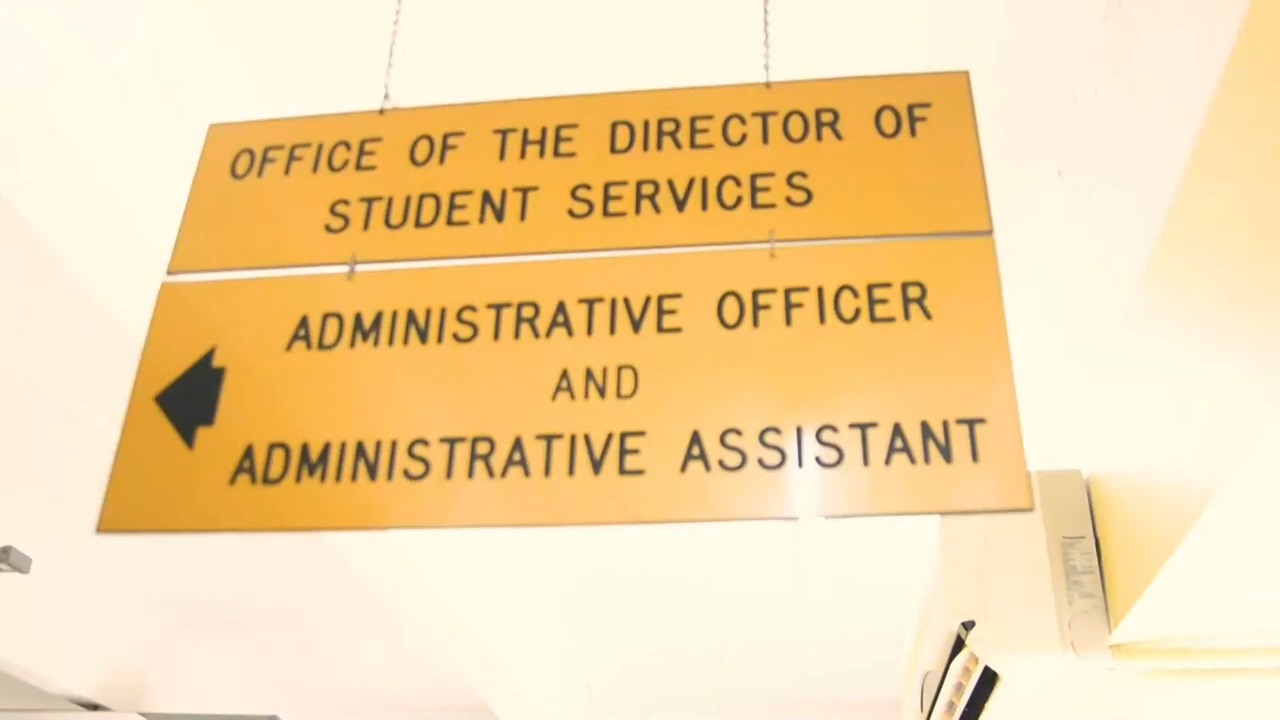 OFFICE OF THE DIRECTOR OF
STUDENT SERVICES
ADMINISTRATIVE OFFICER
AND
ADMINISTRATIVE ASSISTANT